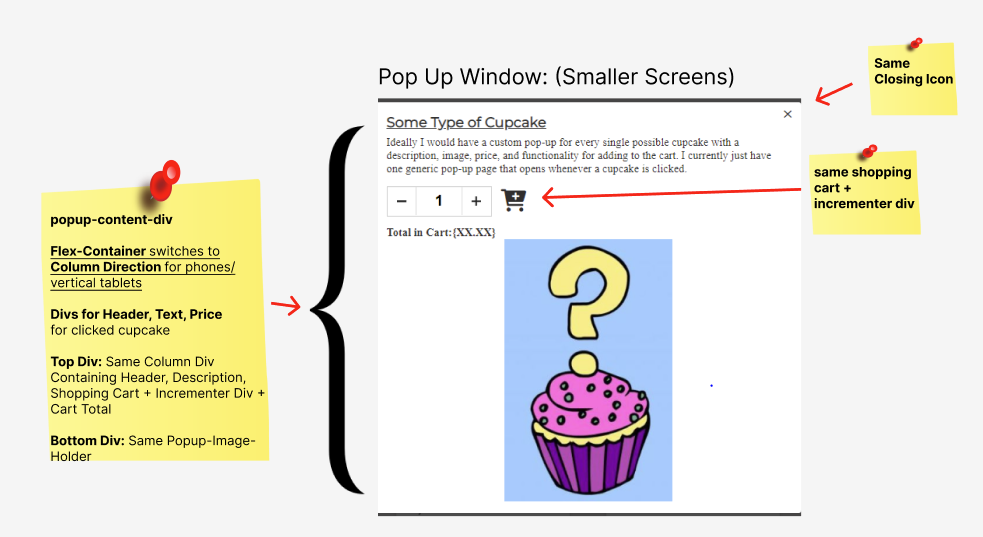 Pop Up Window: (Smaller Screens)
Same
Closing Icon
×
Some Type of Cupcake
Ideally I would have a custom pop-up for every single possible cupcake with a
description, image, price, and functionality for adding to the cart. I currently just have
one generic pop-up page that opens whenever a cupcake is clicked.
− 1 +
Total in Cart:{XX.XX}
?
same shopping
cart +
incrementer div
popup-content-div
Flex-Container switches to
Column Direction for phones/
vertical tablets
Divs for Header, Text, Price
for clicked cupcake
Top Div: Same Column Div
Containing Header, Description,
Shopping Cart + Incrementer Div +
Cart Total
Bottom Div: Same Popup-Image-
Holder